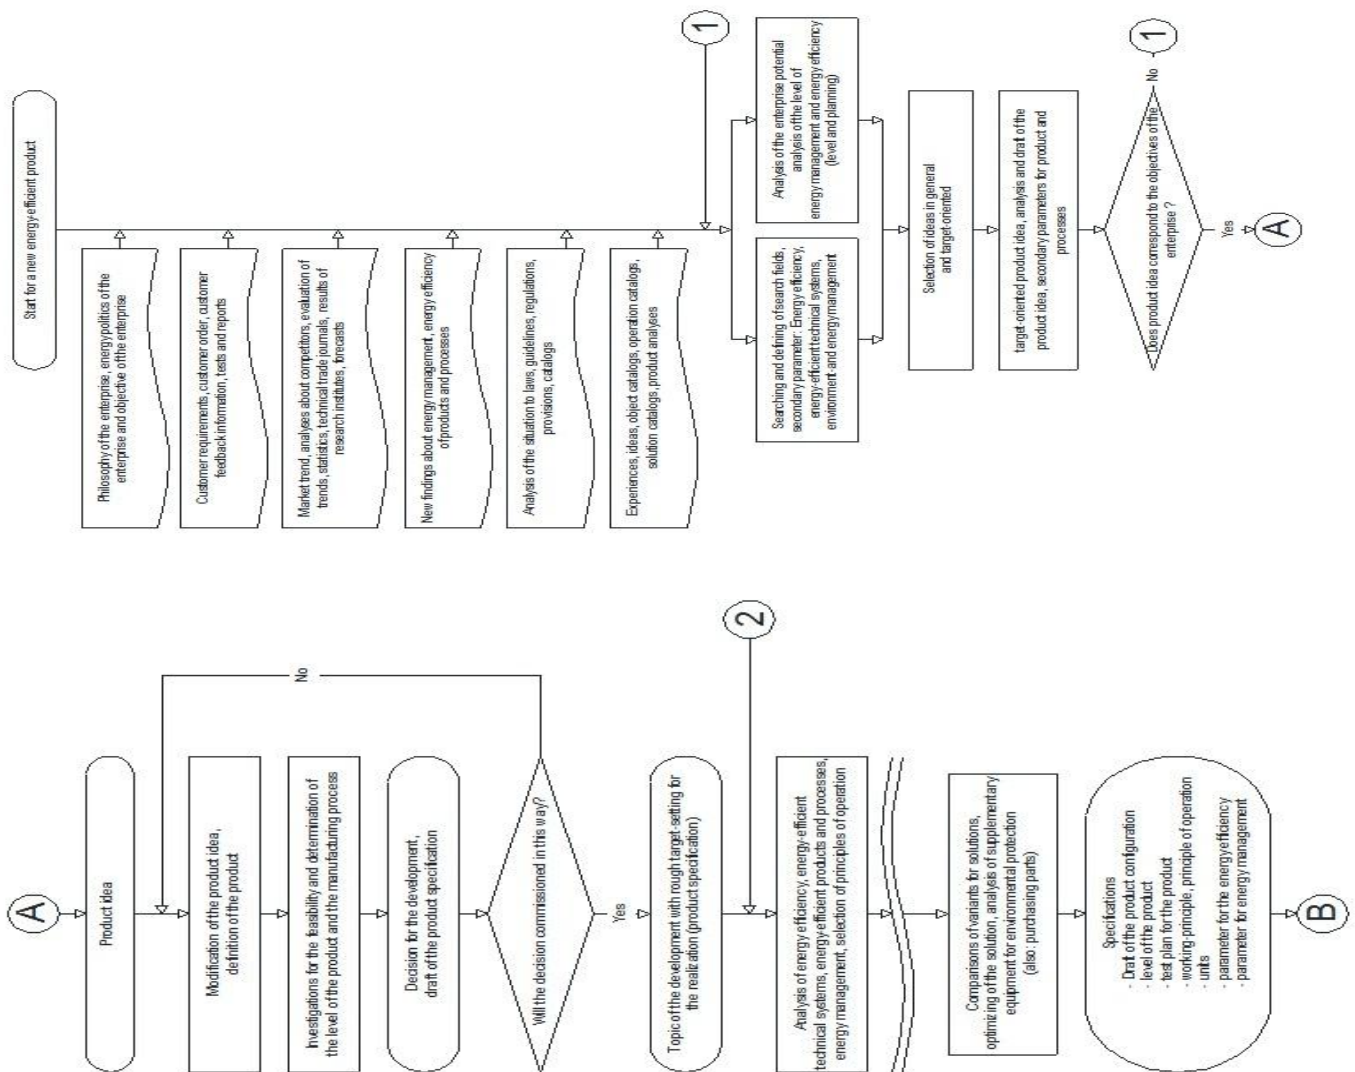 Start for a new energy-efficient product
Philosophy of the enterprise, energy politics of the
enterprise and objective of the enterprise
Customer requirements, customer order, customer
feedback information, tests and reports
Market trend, analyses about competitors, evaluation of
trends, statistics, technical trade journals, results of
research institutes, forecasts
New findings about energy management, energy efficiency
of products and processes
Analysis of the situation to laws, guidelines, regulations,
provisions, catalogs
Experiences, ideas, object catalogs, operation catalogs,
solution catalogs, product analyses
1
Searching and defining of search fields,
secondary parameter: Energy efficiency,
energy-efficient technical systems,
environment- and energy management
Analysis of the enterprise potential
analysis of the level of
energy management and energy efficiency
(level and planning)
Selection of ideas in general
and target-oriented
target-oriented product idea, analysis and draft of the
product idea, secondary parameters for product and
processes
Does product idea correspond to the objectives of the
enterprise ?
No
1
Yes
A
A
Product idea
Modification of the product idea,
definition of the product
Investigations for the feasibility and determination of
the level of the product and the manufacturing process
Decision for the development,
draft of the product specification
Will the decision commissioned in this way?
No
Yes
Topic of the development with rough target-setting for
the realization (product specification)
2
Analysis of energy efficiency, energy-efficient
technical systems, energy-efficient products and processes,
energy management, selection of principles of operation
Comparisons of variants for solutions,
optimizing of the solution, analysis of supplementary
equipment for environmental protection
(also: purchasing parts)
Specifications
- Draft of the product configuration
- level of the product
- test plan for the product
- working-principle, principle of operation
- units
- parameter for the energy efficiency
- parameter for energy management
B